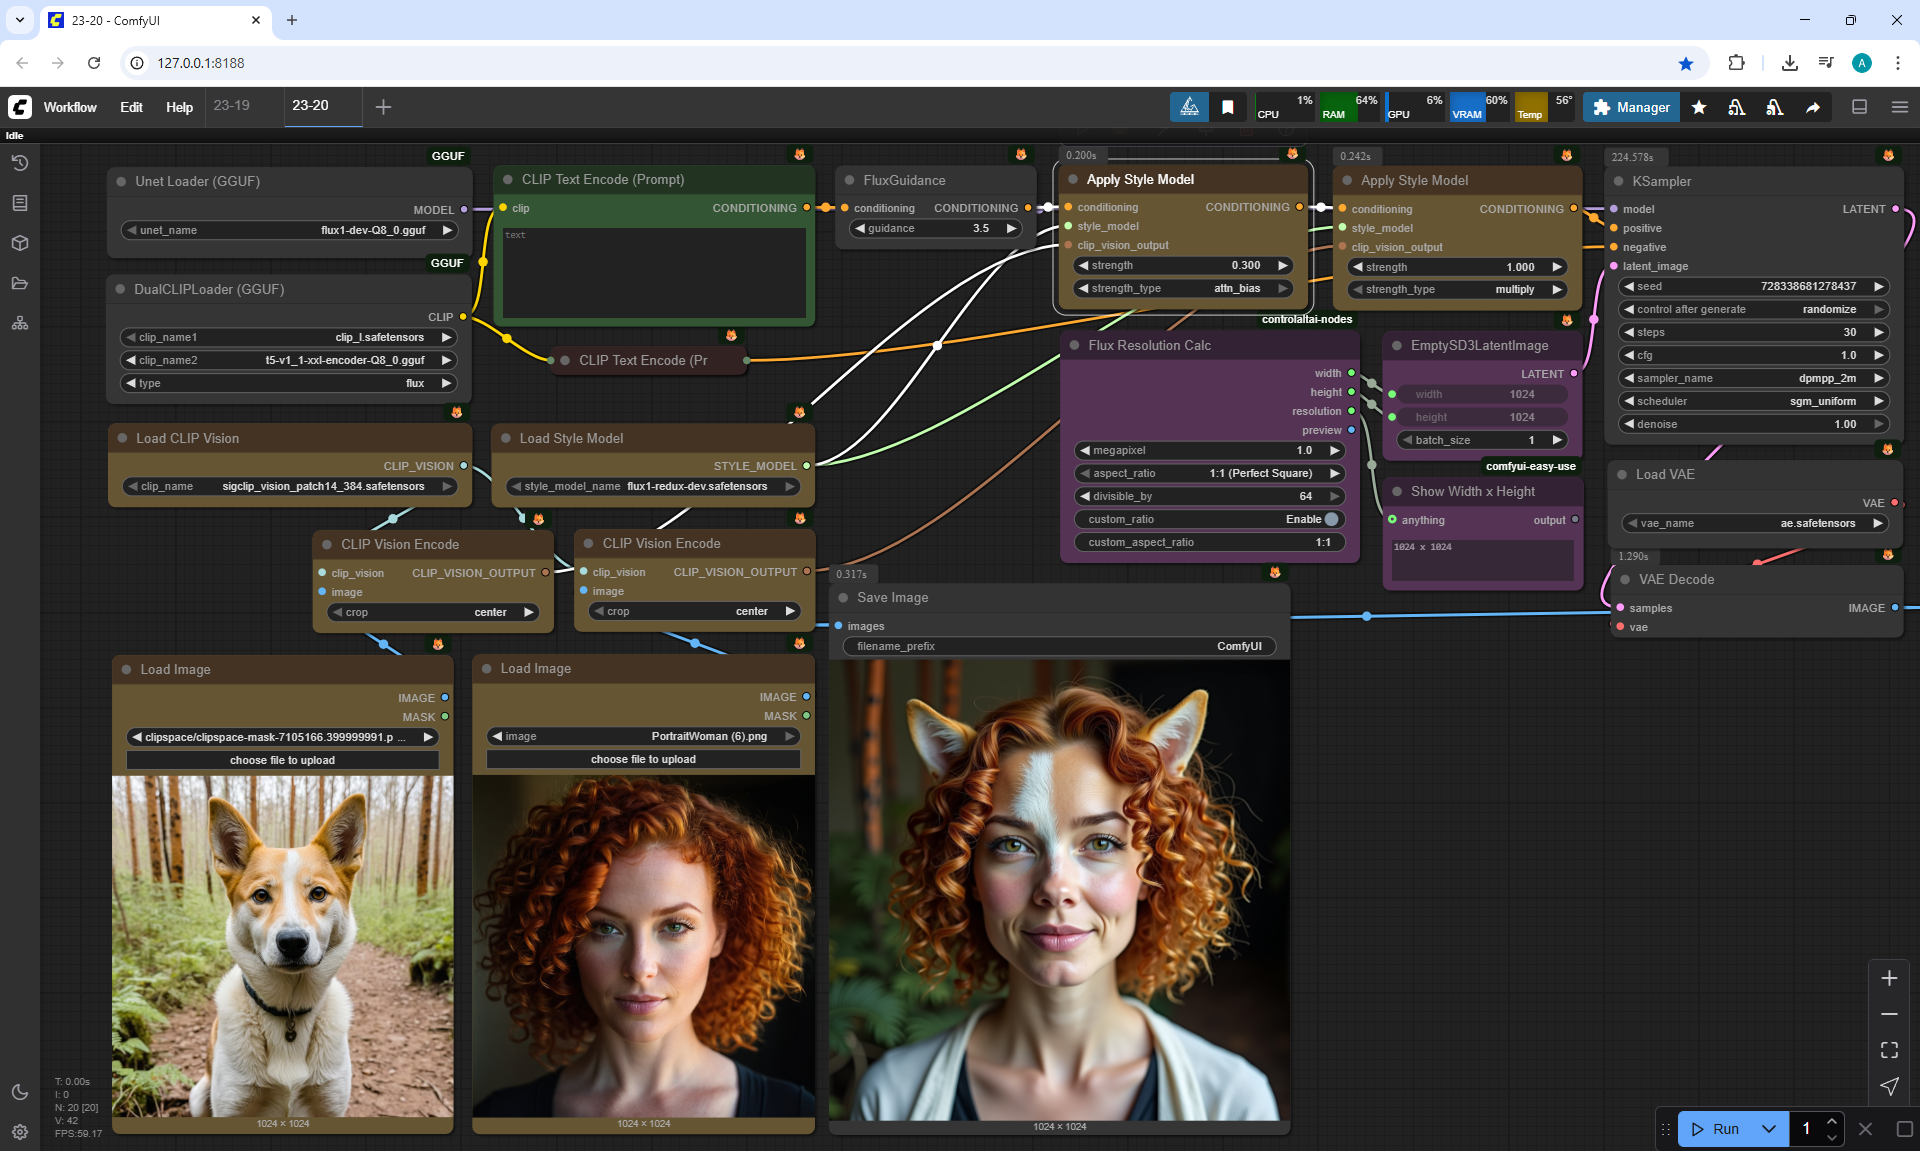 23-20 - ComfyUI
127.0.0.1:8188
A
Workflow Edit Help 23-19 23-20
CPU 1% RAM 64% GPU 6% VRAM 60% Temp 56° Manager
Idle
GGUF
Unet Loader (GGUF)
MODEL
unet_name flux1-dev-Q8_0.gguf
GGUF
DualCLIPLoader (GGUF)
CLIP
clip_name1 clip_l.safetensors
clip_name2 t5-v1_1-xxl-encoder-Q8_0.gguf
type flux
CLIP Text Encode (Prompt)
clip CONDITIONING
text
CLIP Text Encode (Pr
FluxGuidance
conditioning CONDITIONING
guidance 3.5
0.200s
Apply Style Model
conditioning CONDITIONING
style_model
clip_vision_output
strength 0.300
strength_type attn_bias
0.242s
Apply Style Model
conditioning CONDITIONING
style_model
clip_vision_output
strength 1.000
strength_type multiply
224.578s
KSampler
model LATENT
positive
negative
latent_image
seed 728338681278437
control after generate randomize
steps 30
cfg 1.0
sampler_name dpmpp_2m
scheduler sgm_uniform
denoise 1.00
Load CLIP Vision
CLIP_VISION
clip_name sigclip_vision_patch14_384.safetensors
Load Style Model
STYLE_MODEL
style_model_name flux1-redux-dev.safetensors
controlaltai-nodes
Flux Resolution Calc
width
height
resolution
preview
megapixel 1.0
aspect_ratio 1:1 (Perfect Square)
divisible_by 64
custom_ratio Enable
custom_aspect_ratio 1:1
EmptySD3LatentImage
LATENT
width 1024
height 1024
batch_size 1
comfyui-easy-use
Show Width x Height
anything output
1024 x 1024
Load VAE
VAE
vae_name ae.safetensors
1.290s
VAE Decode
samples IMAGE
vae
CLIP Vision Encode
clip_vision CLIP_VISION_OUTPUT
image
crop center
CLIP Vision Encode
clip_vision CLIP_VISION_OUTPUT
image
crop center
0.317s
Save Image
images
filename_prefix ComfyUI
1024 × 1024
Load Image
IMAGE
MASK
clipspace/clipspace-mask-7105166.399999991.p ...
choose file to upload
1024 × 1024
Load Image
IMAGE
MASK
image PortraitWoman (6).png
choose file to upload
1024 × 1024
T: 0.00s
I: 0
N: 20 [20]
V: 42
FPS:59.17
Run 1